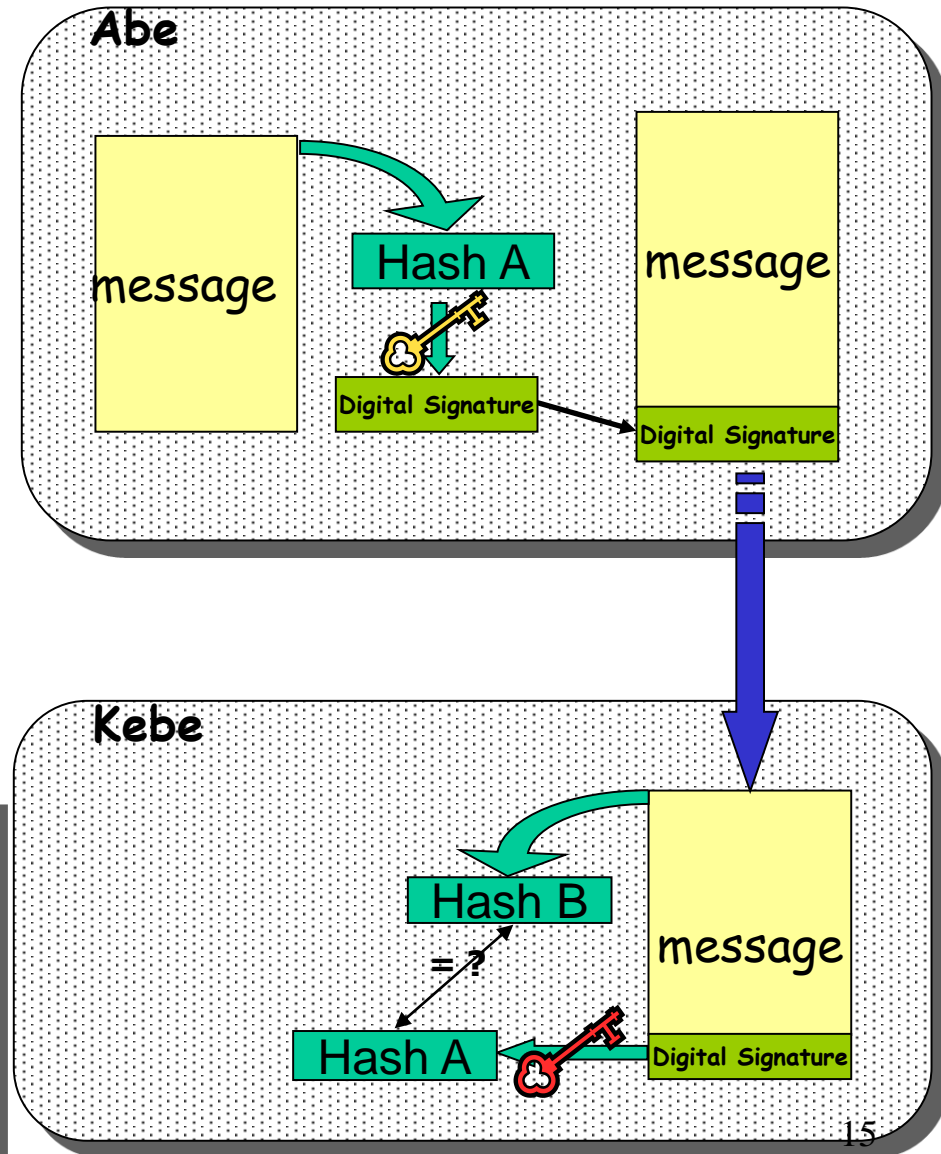 Abe
message
Hash A
Digital Signature
message
Digital Signature
Kebe
Hash B
= ?
Hash A
message
Digital Signature
15